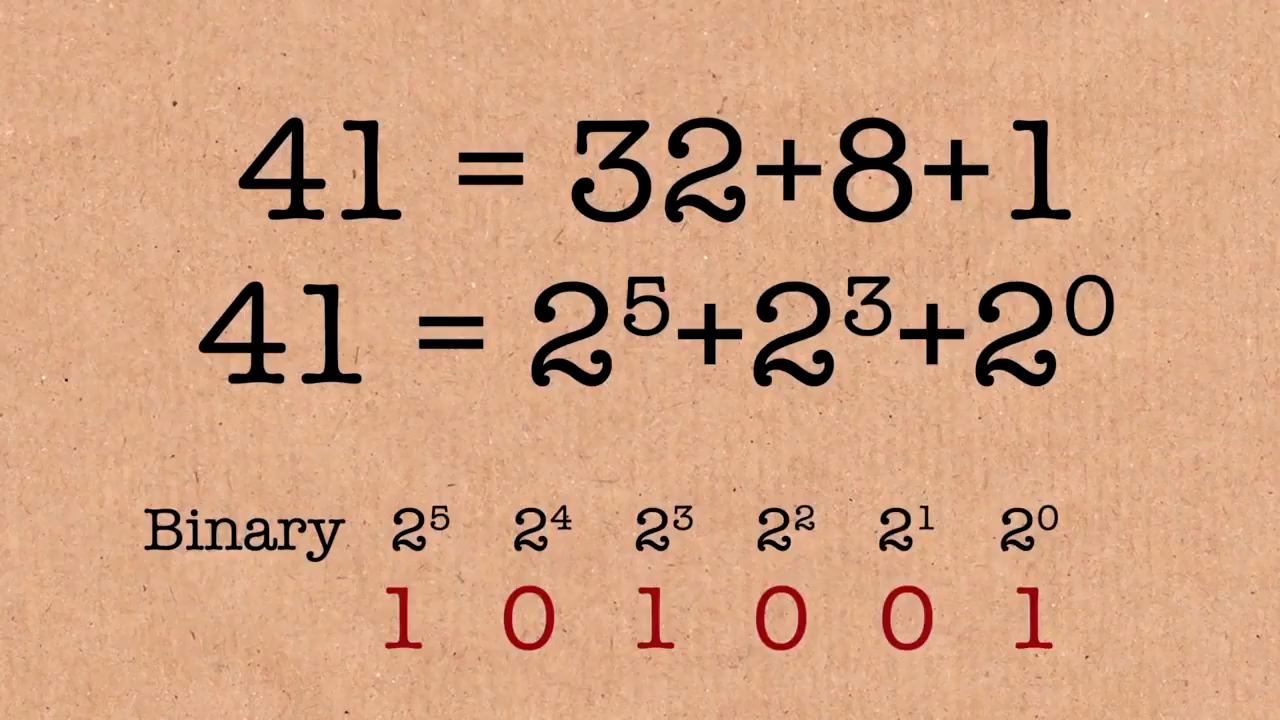 41 = 32+8+1
41 = 2⁵+2³+2⁰
Binary 2⁵ 2⁴ 2³ 2² 2¹ 2⁰
1 0 1 0 0 1